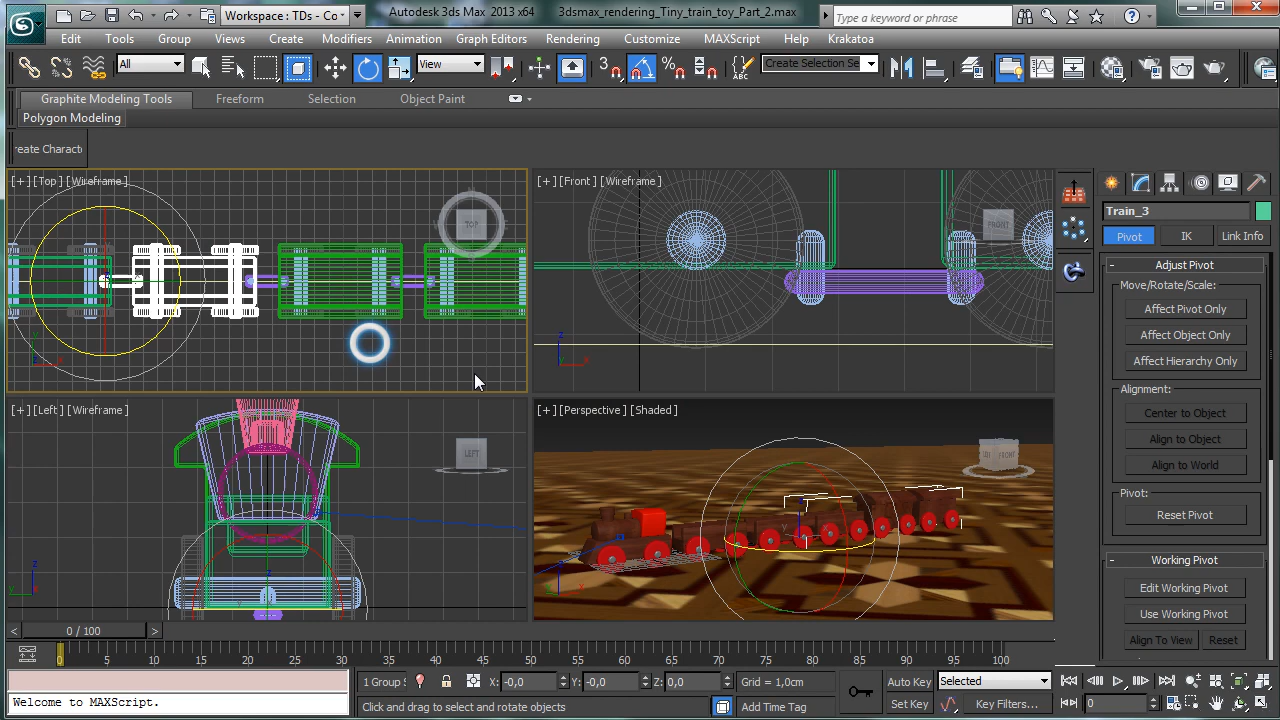 Workspace : TDs - Co
Autodesk 3ds Max  2013 x64
3dsmax_rendering_Tiny_train_toy_Part_2.max
Type a keyword or phrase
Edit
Tools
Group
Views
Create
Modifiers
Animation
Graph Editors
Rendering
Customize
MAXScript
Help
Krakatoa
All
View
3
Create Selection Se
Graphite Modeling Tools
Freeform
Selection
Object Paint
Polygon Modeling
reate Charact
[+] [Top] [Wireframe]
TOP
[+] [Front] [Wireframe]
FRONT
Train_3
Pivot
IK
Link Info
- Adjust Pivot
Move/Rotate/Scale:
Affect Pivot Only
Affect Object Only
Affect Hierarchy Only
Alignment:
Center to Object
Align to Object
Align to World
Pivot:
Reset Pivot
- Working Pivot
Edit Working Pivot
Use Working Pivot
Align To View
Reset
[+] [Left] [Wireframe]
LEFT
[+] [Perspective] [Shaded]
FRONT
< 0 / 100 >
0 5 10 15 20 25 30 35 40 45 50 55 60 65 70 75 80 85 90 95 100
1 Group S
X: -0,0
Y: -0,0
Z: 0,0
Grid = 1,0cm
Auto Key
Selected
Welcome to MAXScript.
Click and drag to select and rotate objects
Add Time Tag
Set Key
Key Filters...
0